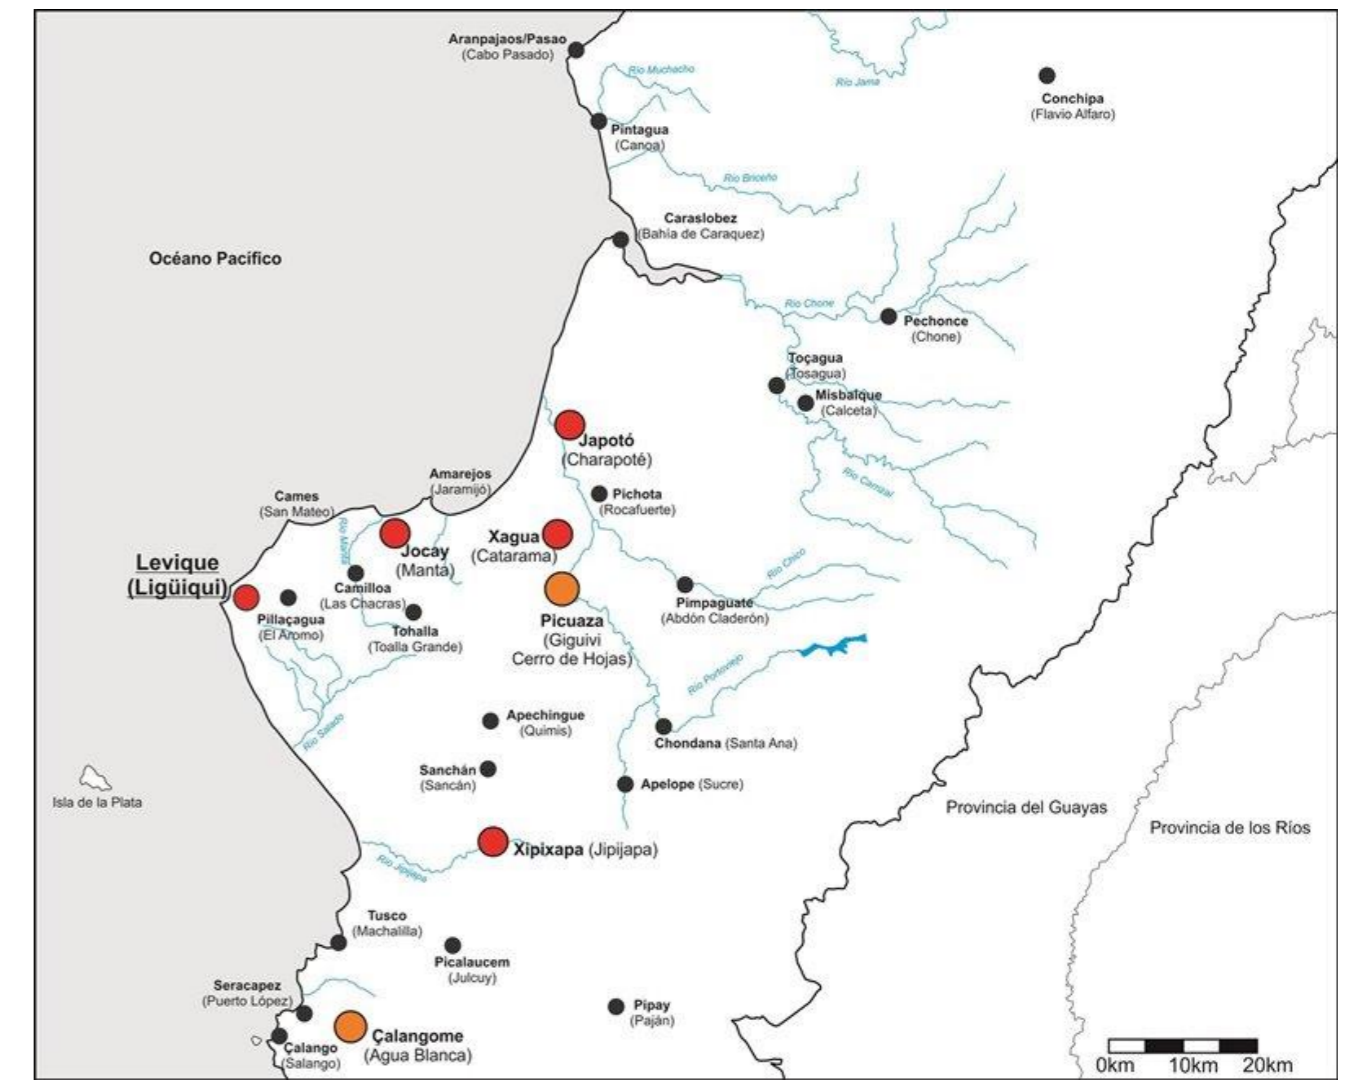 Aranpajaos/Pasao
(Cabo Pasado)
Río Muchacho
Río Jama
Conchipa
(Flavio Alfaro)
Pintagua
(Canoa)
Río Briceño
Caraslobez
(Bahía de Caraquez)
Océano Pacífico
Río Chone
Pechonce
(Chone)
Toçagua
(Tosagua)
Misbaique
(Calceta)
Japotó
(Charapoté)
Amarejos
(Jaramijó)
Río Carrizal
Cames
(San Mateo)
Pichota
(Rocafuerte)
Río Manta
Jocay
(Manta)
Xagua
(Catarama)
Levique
(Ligüiqui)
Camilloa
(Las Chacras)
Río Chico
Pillaçagua
(El Aromo)
Tohalla
(Toalla Grande)
Picuaza
(Giguivi
Cerro de Hojas)
Pimpaguaté
(Abdón Claderón)
Río Portoviejo
Río Salado
Apechingue
(Quimis)
Chondana (Santa Ana)
Sanchán
(Sancán)
Apelope (Sucre)
Isla de la Plata
Provincia del Guayas
Provincia de los Ríos
Xipixapa (Jipijapa)
Río Jipijapa
Tusco
(Machalilla)
Picalaucem
(Julcuy)
Seracapez
(Puerto López)
Pipay
(Paján)
Çalangome
(Agua Blanca)
Çalango
(Salango)
0km 10km 20km